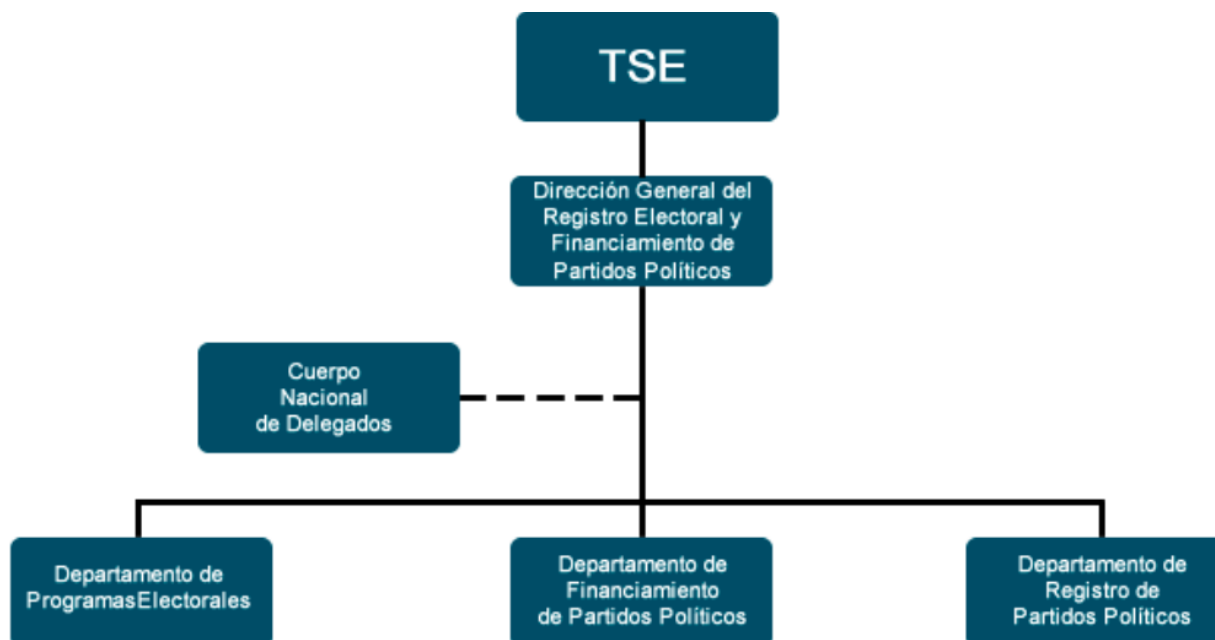 TSE
Dirección General del
Registro Electoral y
Financiamiento de
Partidos Políticos
Cuerpo
Nacional
de Delegados
Departamento de
ProgramasElectorales
Departamento de
Financiamiento
de Partidos Políticos
Departamento de
Registro de
Partidos Políticos